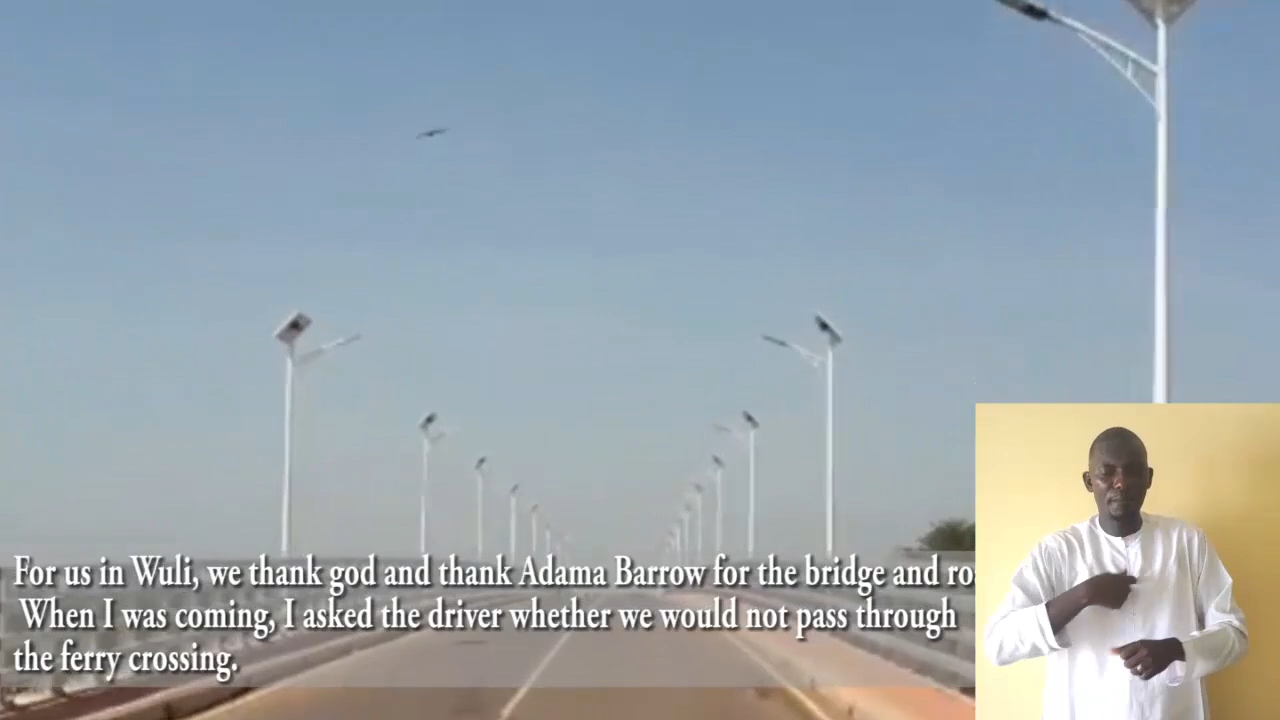 For us in Wuli, we thank god and thank Adama Barrow for the bridge and
When I was coming, I asked the driver whether we would not pass through
the ferry crossing.